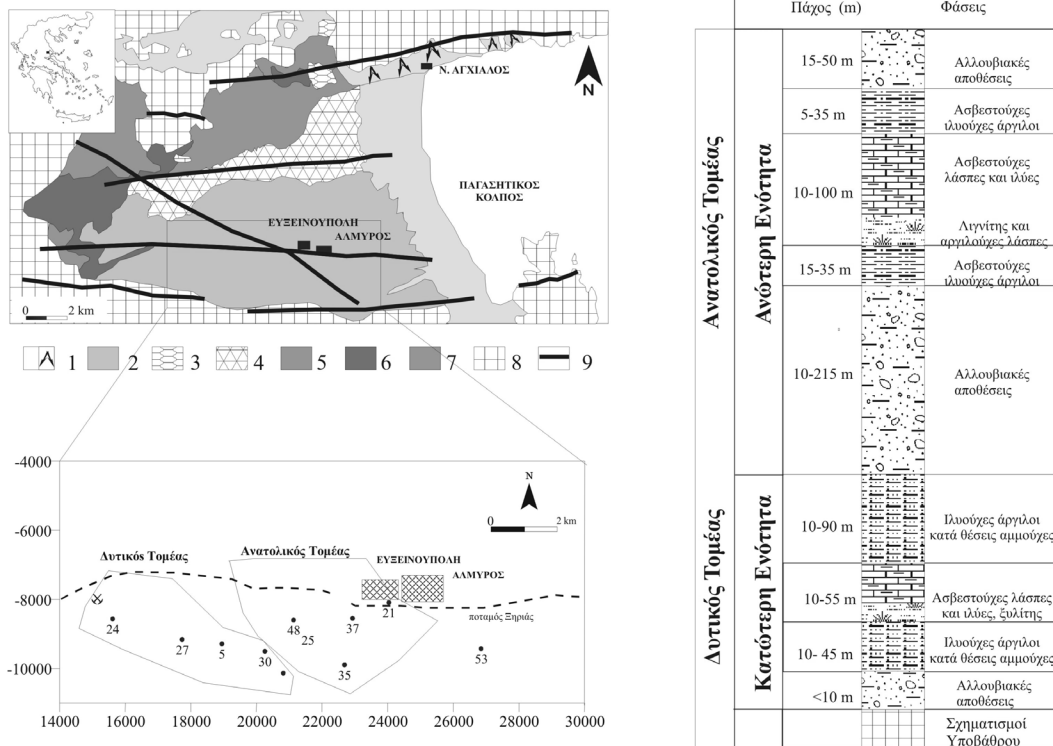 Ν. ΑΓΧΙΑΛΟΣ
N
ΠΑΓΑΣΗΤΙΚΟΣ
ΚΟΛΠΟΣ
ΕΥΞΕΙΝΟΥΠΟΛΗ
ΑΛΜΥΡΟΣ
0 2 km
1 2 3 4 5 6 7 8 9
-4000
-6000
-8000
-10000
N
0 2 km
Δυτικός Τομέας
Ανατολικός Τομέας
ΕΥΞΕΙΝΟΥΠΟΛΗ
ΑΛΜΥΡΟΣ
ποταμός Ξηριάς
24
27
5
30
48
25
37
21
35
53
14000 16000 18000 20000 22000 24000 26000 28000 30000
Πάχος (m) Φάσεις
Ανατολικός Τομέας
Δυτικός Τομέας
Ανώτερη Ενότητα
Κατώτερη Ενότητα
15-50 m
Αλλουβιακές
αποθέσεις
5-35 m
Ασβεστούχες
ιλυούχες άργιλοι
10-100 m
Ασβεστούχες
λάσπες και ιλύες
Λιγνίτης και
αργιλούχες λάσπες
15-35 m
Ασβεστούχες
ιλυούχες άργιλοι
10-215 m
Αλλουβιακές
αποθέσεις
10-90 m
Ιλυούχες άργιλοι
κατά θέσεις αμμούχες
10-55 m
Ασβεστούχες λάσπες
και ιλύες, ξυλίτης
10- 45 m
Ιλυούχες άργιλοι
κατά θέσεις αμμούχες
<10 m
Αλλουβιακές
αποθέσεις
Σχηματισμοί
Υποβάθρου